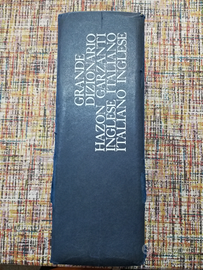 GRANDE
DIZIONARIO
HAZON GARZANTI
INGLESE ITALIANO
ITALIANO INGLESE